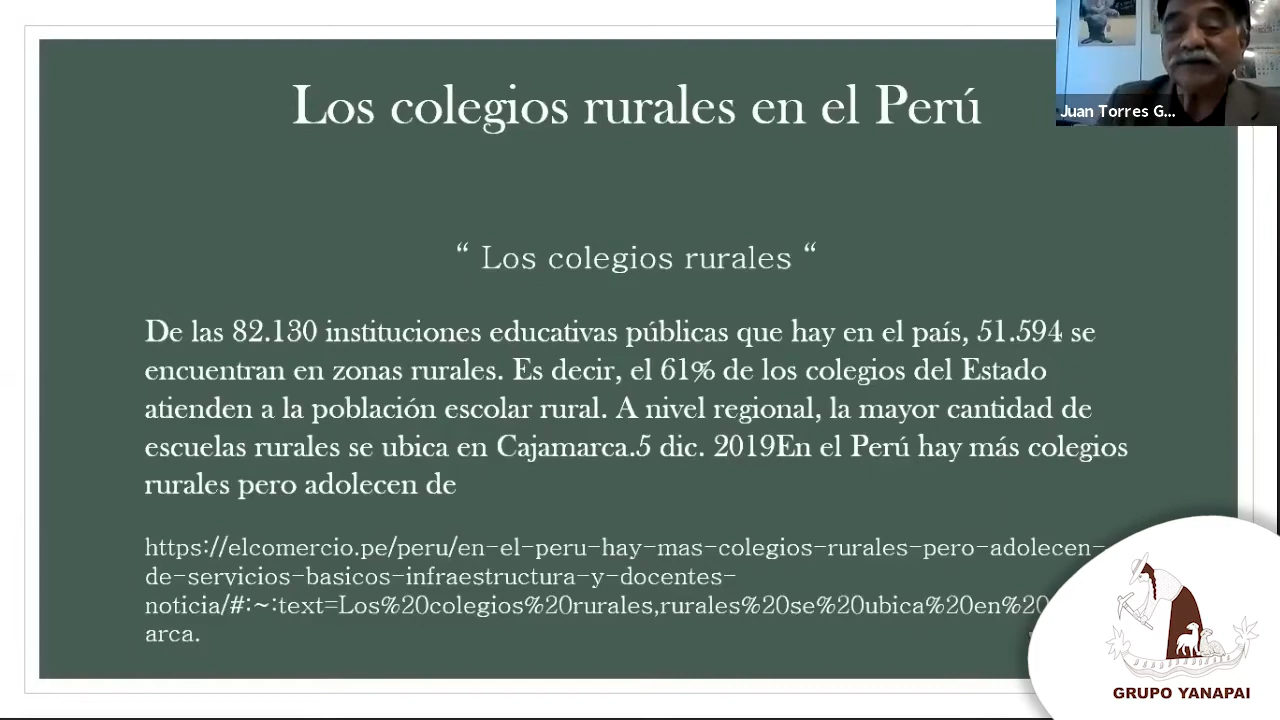 Los colegios rurales en el Perú
Juan Torres G...
“ Los colegios rurales “
De las 82.130 instituciones educativas públicas que hay en el país, 51.594 se
encuentran en zonas rurales. Es decir, el 61% de los colegios del Estado
atienden a la población escolar rural. A nivel regional, la mayor cantidad de
escuelas rurales se ubica en Cajamarca.5 dic. 2019En el Perú hay más colegios
rurales pero adolecen de
https://elcomercio.pe/peru/en-el-peru-hay-mas-colegios-rurales-pero-adolecen-
de-servicios-basicos-infraestructura-y-docentes-
noticia/#:~:text=Los%20colegios%20rurales,rurales%20se%20ubica%20en%20
arca.
GRUPO YANAPAI